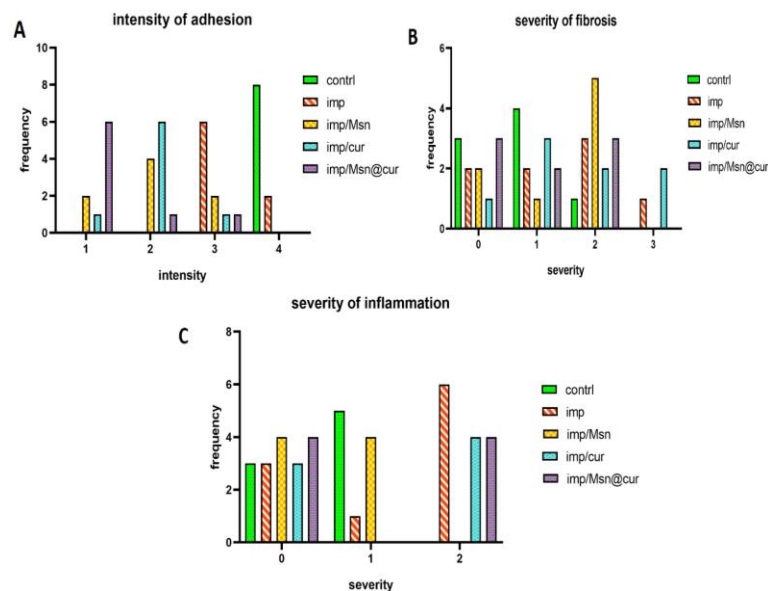 A
intensity of adhesion
10
8
6
4
2
0
frequency
1 2 3 4
intensity
contrl
imp
imp/Msn
imp/cur
imp/Msn@cur
B
severity of fibrosis
6
4
2
0
frequency
0 1 2 3
severity
contrl
imp
imp/Msn
imp/cur
imp/Msn@cur
C
severity of inflammation
8
6
4
2
0
frequency
0 1 2
severity
contrl
imp
imp/Msn
imp/cur
imp/Msn@cur